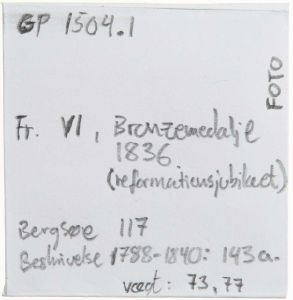 GP 1504.1
FOTO
Fr. VI, Bronzemedalje
1836
(reformationsjubilæet)
Bergsøe 117
Beskrivelse 1788-1840: 143a.
vægt: 73,77